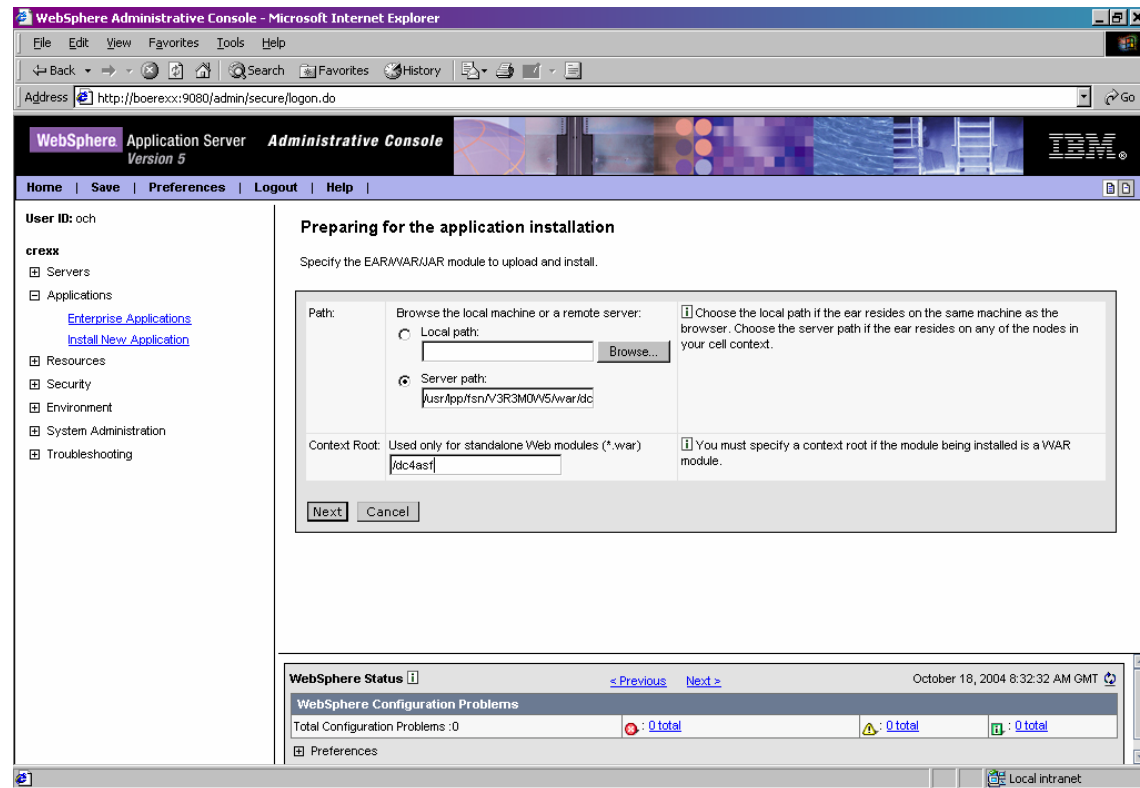 WebSphere Administrative Console - Microsoft Internet Explorer
File Edit View Favorites Tools Help
Back Search Favorites History
Address http://boerexx:9080/admin/secure/logon.do Go
WebSphere Application Server Administrative Console
Version 5
IBM
Home | Save | Preferences | Logout | Help |
User ID: och
crexx
Servers
Applications
Enterprise Applications
Install New Application
Resources
Security
Environment
System Administration
Troubleshooting
Preparing for the application installation
Specify the EAR/WAR/JAR module to upload and install.
Path: Browse the local machine or a remote server:
Local path:
Browse...
Server path:
/usr/lpp/fsn/V3R3M0W5/war/dc
Choose the local path if the ear resides on the same machine as the
browser. Choose the server path if the ear resides on any of the nodes in
your cell context.
Context Root: Used only for standalone Web modules (*.war)
/dc4asf
You must specify a context root if the module being installed is a WAR
module.
Next Cancel
WebSphere Status < Previous Next > October 18, 2004 8:32:32 AM GMT
WebSphere Configuration Problems
Total Configuration Problems :0 : 0 total : 0 total : 0 total
Preferences
Local intranet